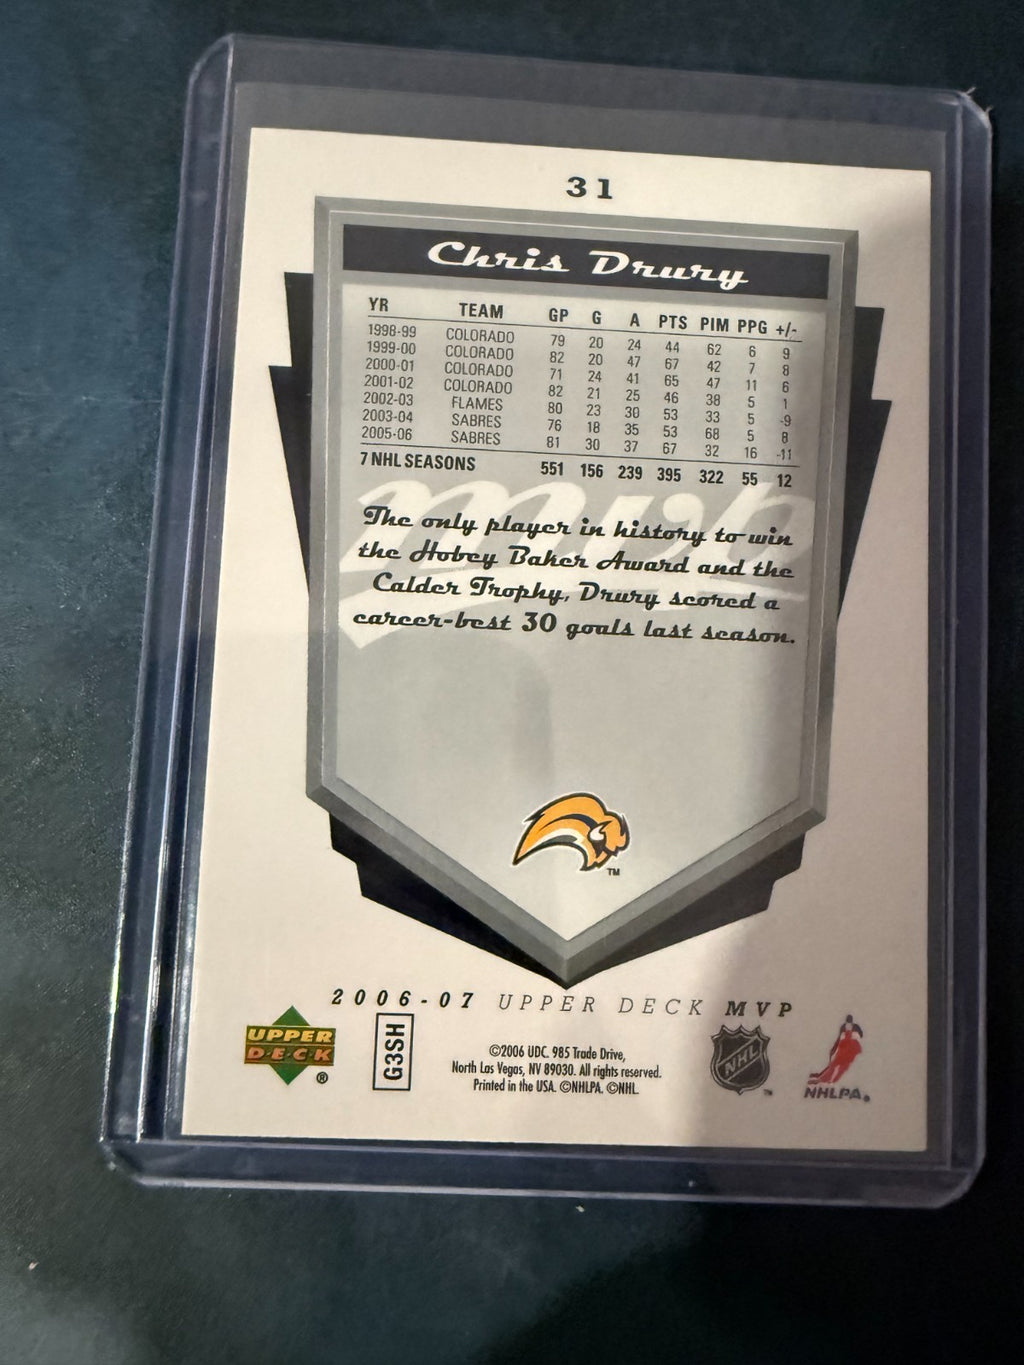 31
Chris Drury
YR TEAM GP G A PTS PIM PPG +/-
1998-99 COLORADO 79 20 24 44 62 6 9
1999-00 COLORADO 82 20 47 67 42 7 8
2000-01 COLORADO 71 24 41 65 47 11 6
2001-02 COLORADO 82 21 25 46 38 5 1
2002-03 FLAMES 80 23 30 53 33 5 -9
2003-04 SABRES 76 18 35 53 68 5 8
2005-06 SABRES 81 30 37 67 32 16 -11
7 NHL SEASONS 551 156 239 395 322 55 12
mvp
The only player in history to win
the Hobey Baker Award and the
Calder Trophy, Drury scored a
career-best 30 goals last season.
TM
2006-07 UPPER DECK MVP
UPPER
DECK
®
G3SH
©2006 UDC. 985 Trade Drive,
North Las Vegas, NV 89030. All rights reserved.
Printed in the USA. ©NHLPA. ©NHL.
NHL
TM
NHLPA®